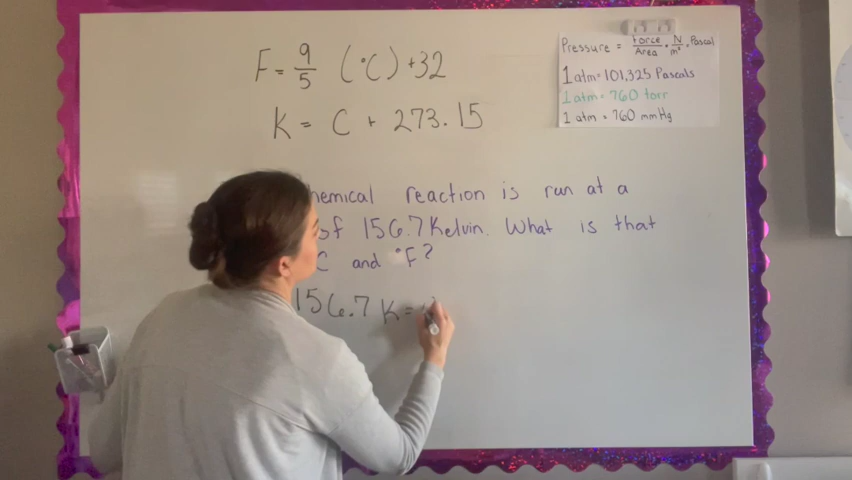 F = 9/5 (°C) + 32
K = C + 273.15
Pressure = Force/Area = N/m² = Pascal
1 atm = 101,325 Pascals
1 atm = 760 torr
1 atm = 760 mmHg
hemical reaction is run at a
of 156.7 Kelvin. What is that
C and °F?
156.7 K =